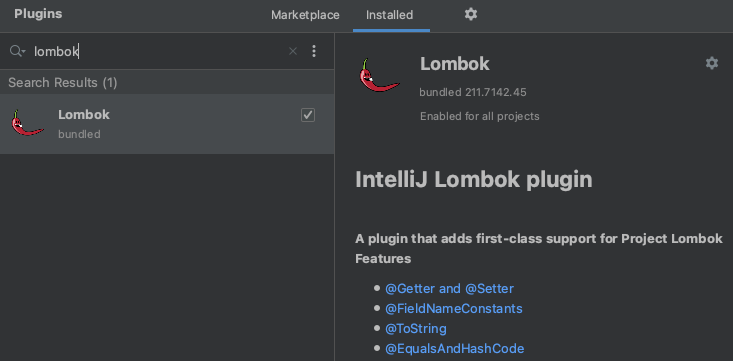 Plugins
Marketplace
Installed
lombok
Search Results (1)
Lombok
bundled
Lombok
bundled 211.7142.45
Enabled for all projects
IntelliJ Lombok plugin
A plugin that adds first-class support for Project Lombok
Features
@Getter and @Setter
@FieldNameConstants
@ToString
@EqualsAndHashCode